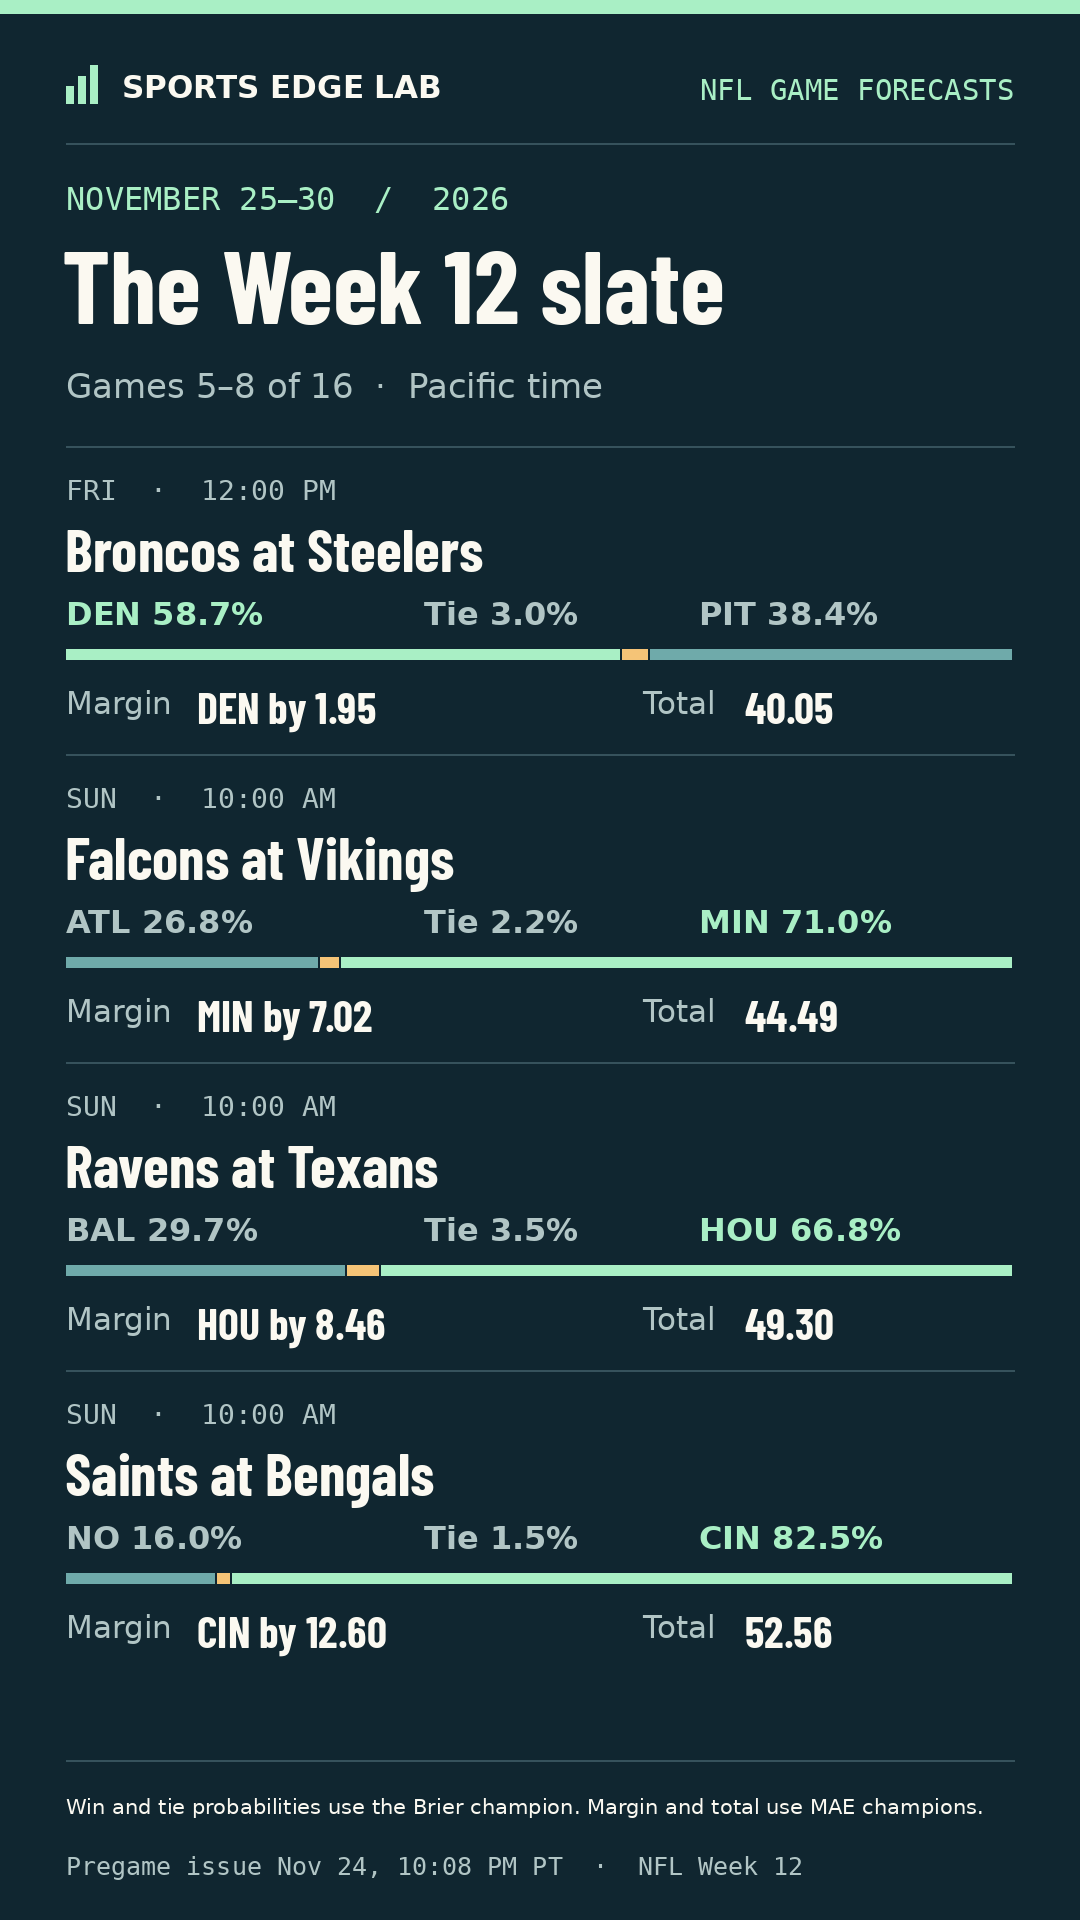 SPORTS EDGE LAB
NFL GAME FORECASTS
NOVEMBER 25–30 / 2026
The Week 12 slate
Games 5–8 of 16 · Pacific time
FRI · 12:00 PM
Broncos at Steelers
DEN 58.7% Tie 3.0% PIT 38.4%
Margin DEN by 1.95 Total 40.05
SUN · 10:00 AM
Falcons at Vikings
ATL 26.8% Tie 2.2% MIN 71.0%
Margin MIN by 7.02 Total 44.49
SUN · 10:00 AM
Ravens at Texans
BAL 29.7% Tie 3.5% HOU 66.8%
Margin HOU by 8.46 Total 49.30
SUN · 10:00 AM
Saints at Bengals
NO 16.0% Tie 1.5% CIN 82.5%
Margin CIN by 12.60 Total 52.56
Win and tie probabilities use the Brier champion. Margin and total use MAE champions.
Pregame issue Nov 24, 10:08 PM PT · NFL Week 12